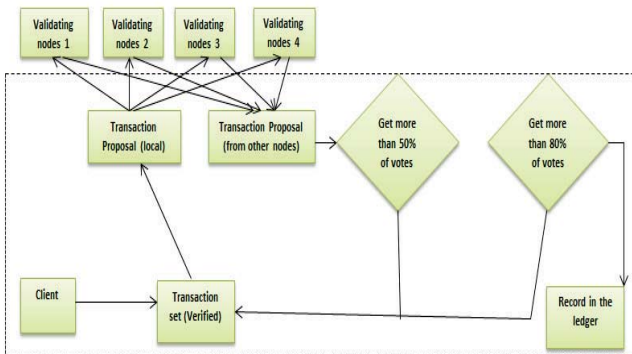 Validating
nodes 1
Validating
nodes 2
Validating
nodes 3
Validating
nodes 4
Transaction
Proposal (local)
Transaction Proposal
(from other nodes)
Get more
than 50%
of votes
Get more
than 80%
of votes
Client
Transaction
set (Verified)
Record in the
ledger